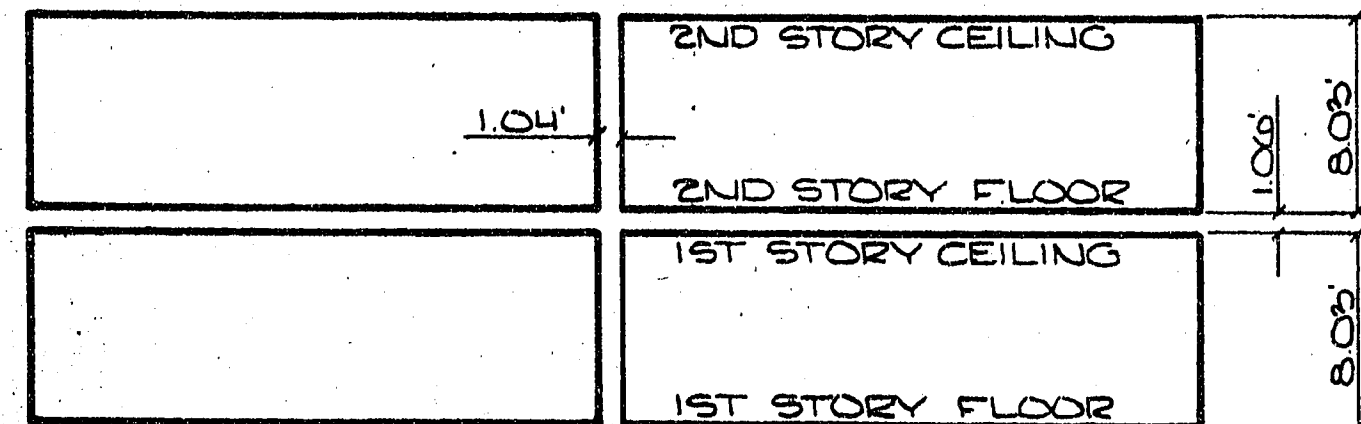 2ND STORY CEILING
1.04'
1.06'
8.03'
2ND STORY FLOOR
1ST STORY CEILING
8.03'
1ST STORY FLOOR